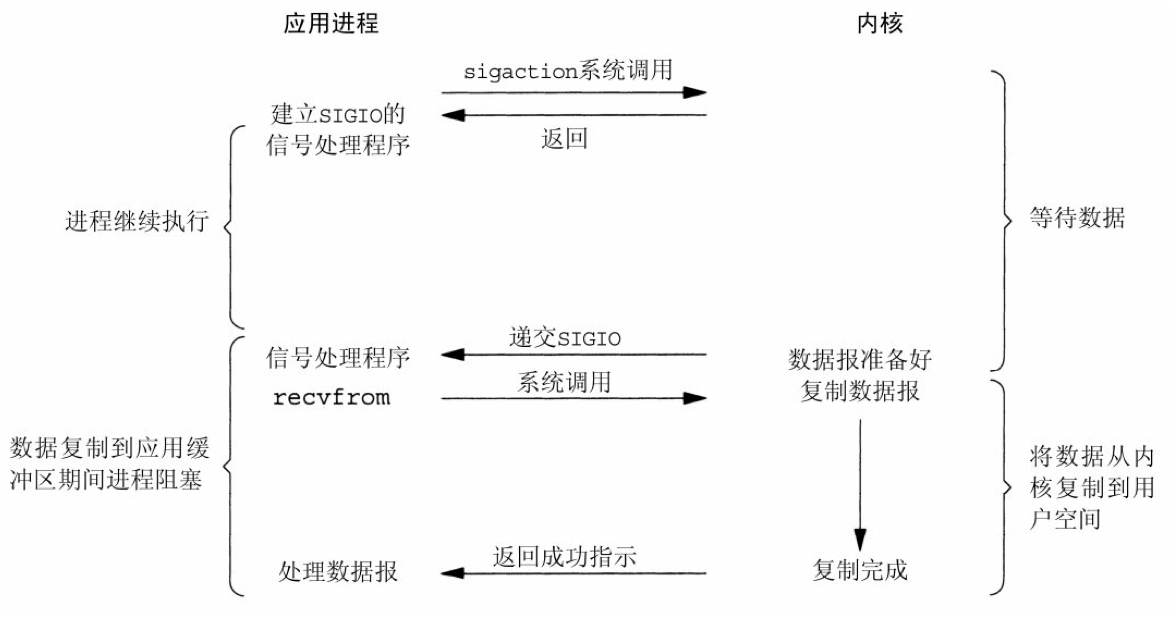 应用进程
内核
sigaction系统调用
建立SIGIO的
信号处理程序
返回
进程继续执行
等待数据
递交SIGIO
信号处理程序
数据报准备好
系统调用
recvfrom
复制数据报
数据复制到应用缓
冲区期间进程阻塞
将数据从内
核复制到用
户空间
返回成功指示
处理数据报
复制完成